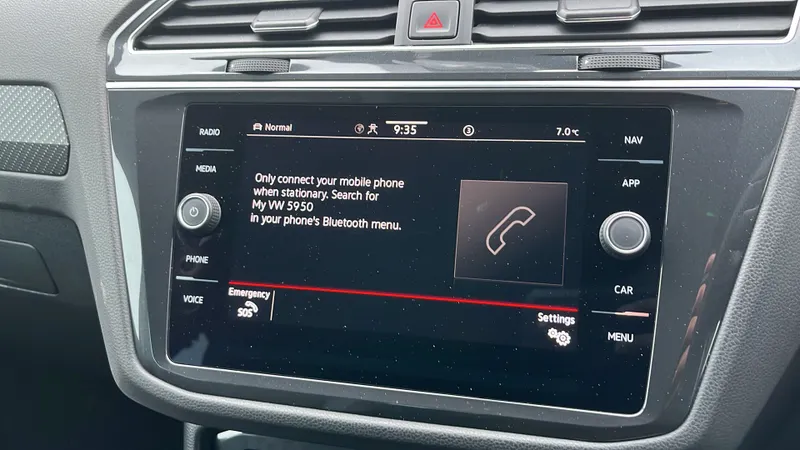 RADIO
MEDIA
PHONE
VOICE
Normal
9:35
3
7.0°C
Only connect your mobile phone
when stationary. Search for
My VW 5950
in your phone's Bluetooth menu.
Emergency
SOS
Settings
NAV
APP
CAR
MENU